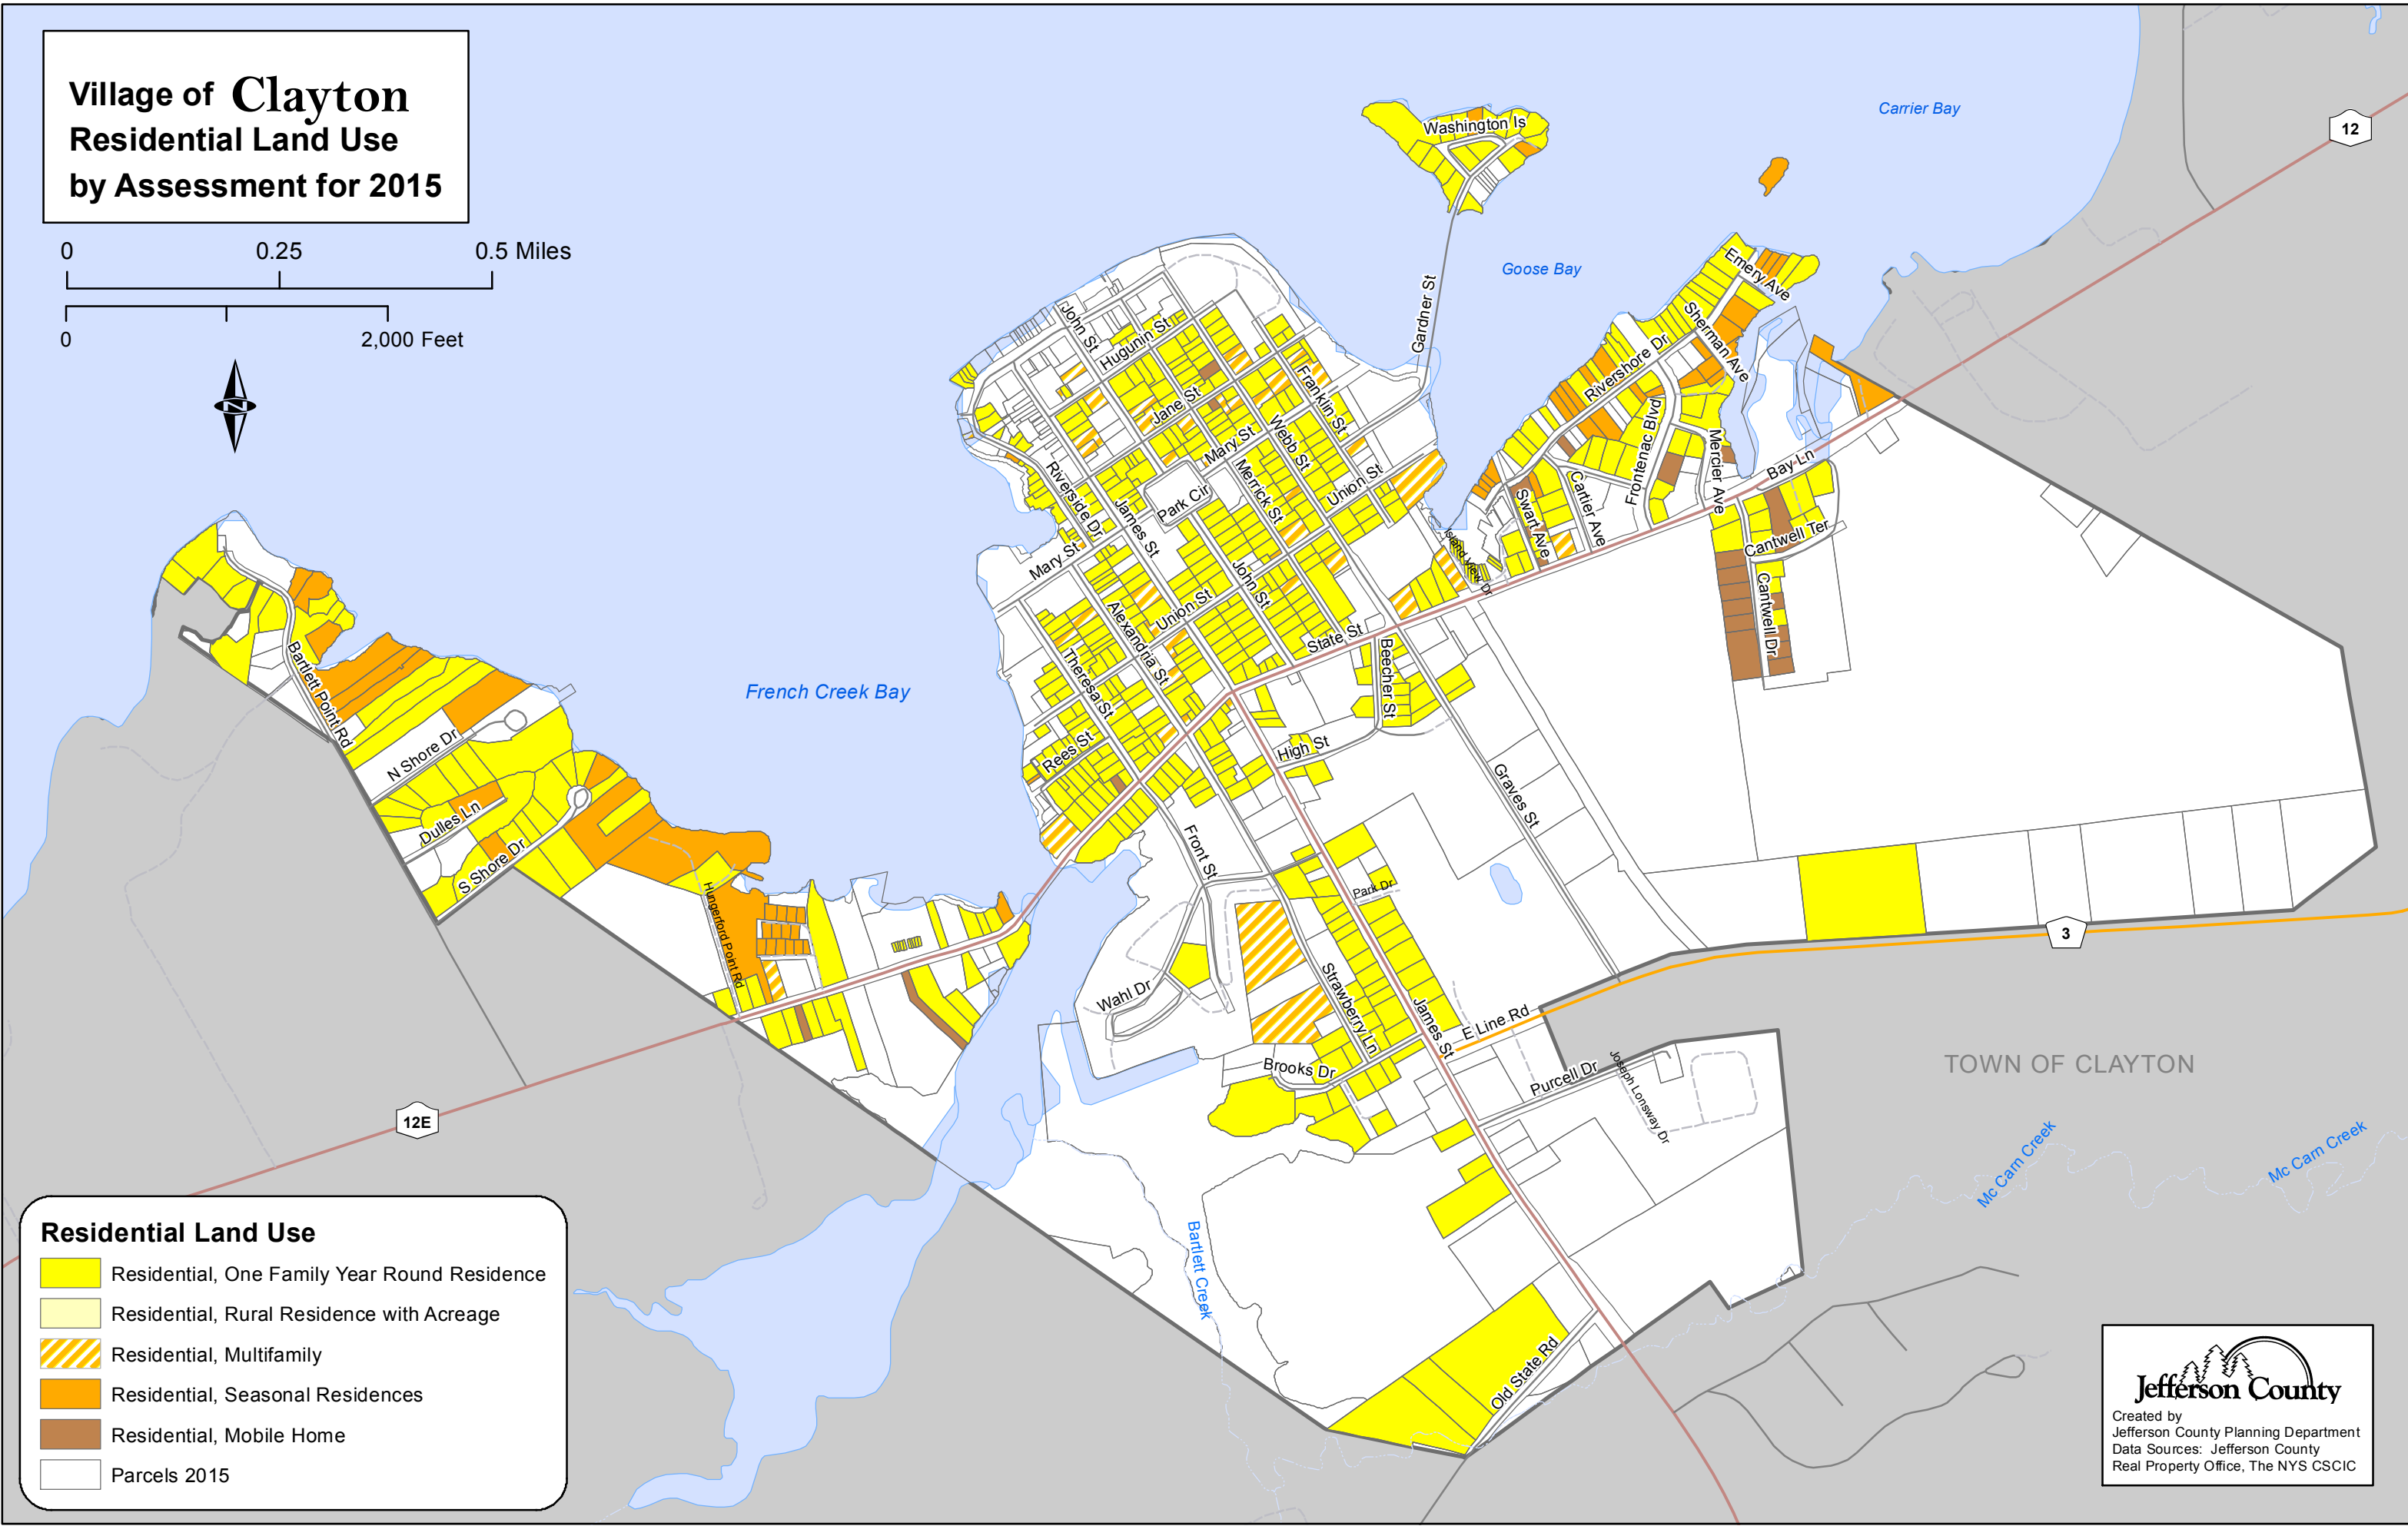 Village of Clayton
Residential Land Use
by Assessment for 2015
0 0.25 0.5 Miles
0 2,000 Feet
N
Washington Is
Carrier Bay
12
Goose Bay
Gardner St
Emery Ave
Sherman Ave
Rivershore Dr
Frontenac Blvd
Mercier Ave
Bay Ln
Cartier Ave
Swart Ave
Island View Dr
Cantwell Ter
Cantwell Dr
John St
Hugunin St
Franklin St
Jane St
Webb St
Mary St
Merrick St
Union St
Riverside Dr
James St
Park Cir
Mary St
John St
Union St
Alexandria St
State St
Theresa St
Beecher St
Rees St
High St
Graves St
French Creek Bay
Bartlett Point Rd
N Shore Dr
Dulles Ln
S Shore Dr
Hungerford Point Rd
Front St
Park Dr
Wahl Dr
Strawberry Ln
James St
E Line Rd
3
Brooks Dr
Purcell Dr
Joseph Lonsway Dr
TOWN OF CLAYTON
Mc Carn Creek
Mc Carn Creek
12E
Bartlett Creek
Old State Rd
Residential Land Use
Residential, One Family Year Round Residence
Residential, Rural Residence with Acreage
Residential, Multifamily
Residential, Seasonal Residences
Residential, Mobile Home
Parcels 2015
Jefferson County
Created by
Jefferson County Planning Department
Data Sources: Jefferson County
Real Property Office, The NYS CSCIC